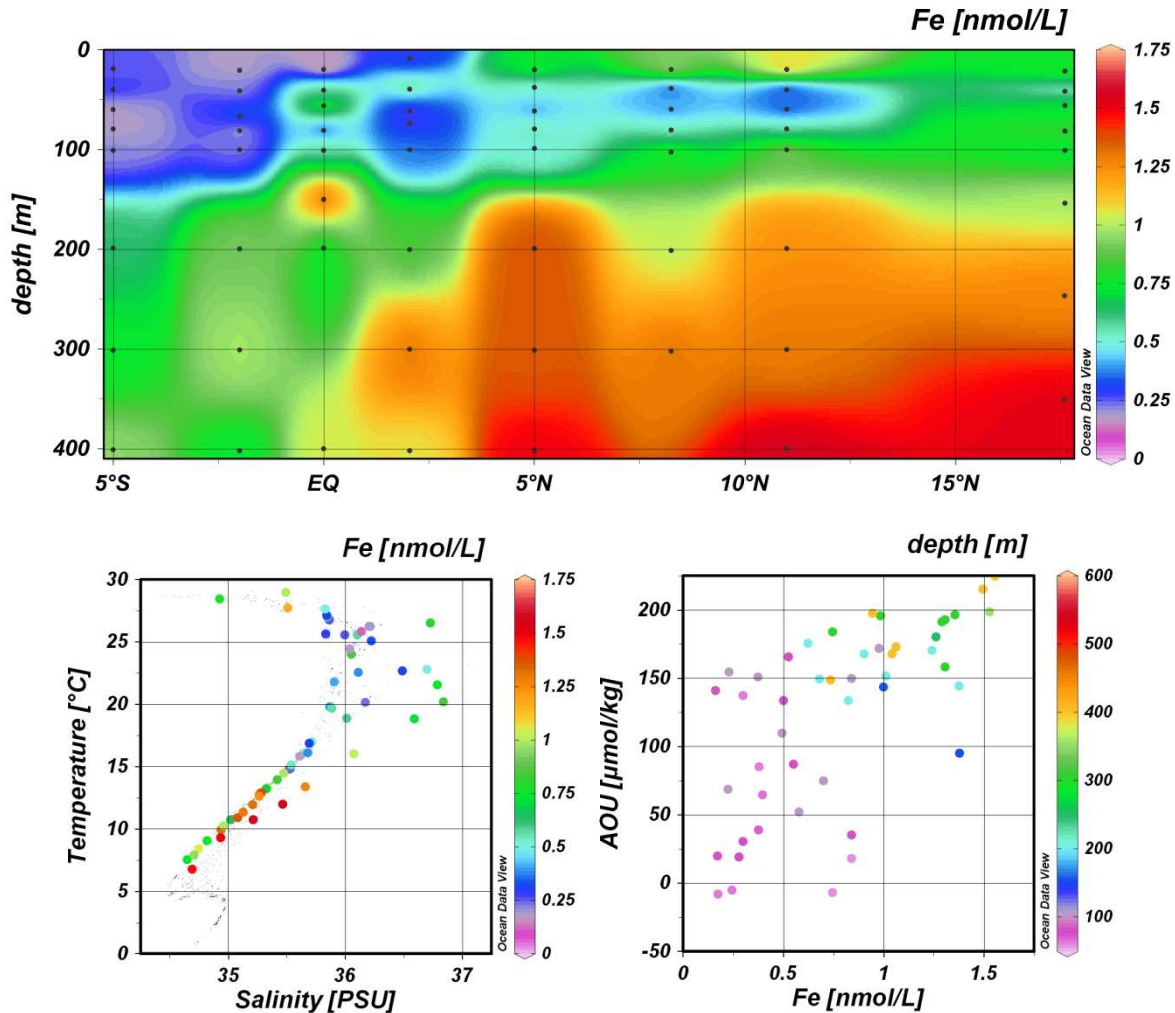 Fe [nmol/L]
0
100
200
300
400
depth [m]
5°S
EQ
5°N
10°N
15°N
1.75
1.5
1.25
1
0.75
0.5
0.25
0
Ocean Data View
Fe [nmol/L]
30
25
20
15
10
5
0
Temperature [°C]
35
36
37
Salinity [PSU]
1.75
1.5
1.25
1
0.75
0.5
0.25
0
Ocean Data View
depth [m]
200
150
100
50
0
-50
AOU [µmol/kg]
0
0.5
1
1.5
Fe [nmol/L]
600
500
400
300
200
100
Ocean Data View